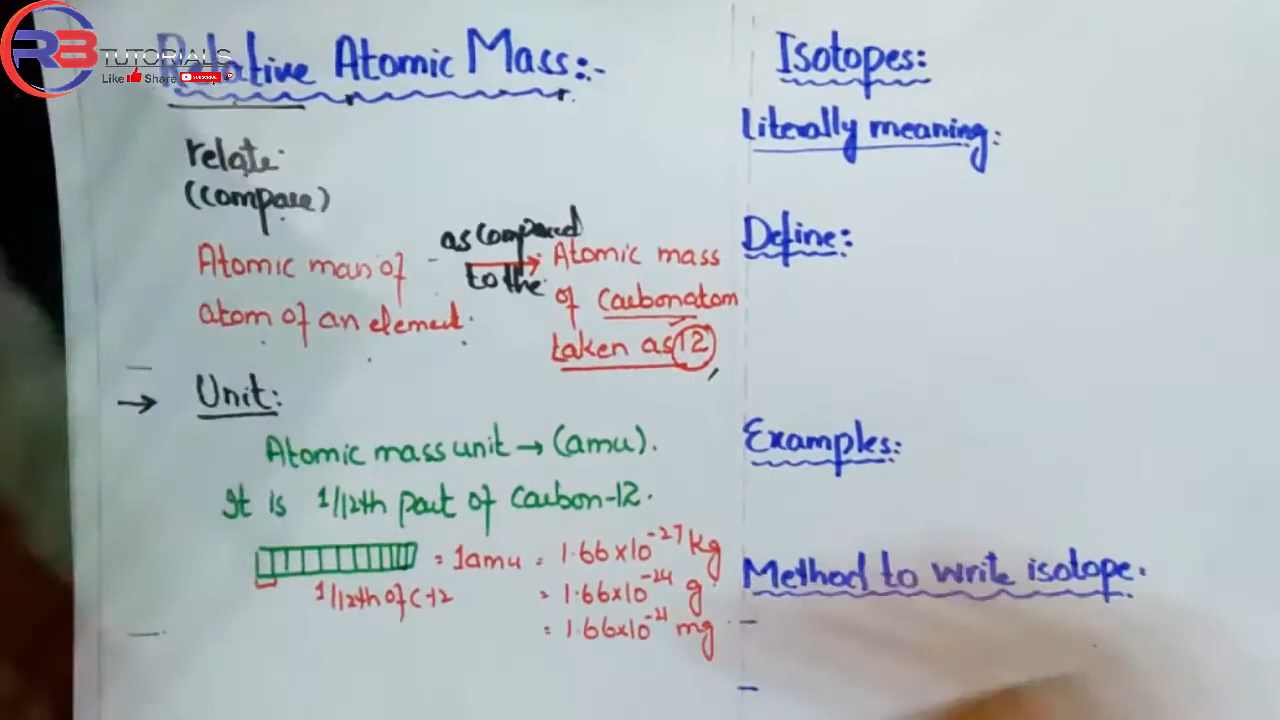 RB TUTORIALS
Like Share SUBSCRIBE
Relative Atomic Mass:-
relate
(compare)
Atomic mass of
atom of an element.
as compared
to the
Atomic mass
of Carbon atom
taken as 12
→ Unit:
Atomic mass unit → (amu).
It is 1/12th part of Carbon-12.
= 1amu = 1.66×10⁻²⁷ kg
1/12th of C-12
= 1.66×10⁻²⁴ g
= 1.66×10⁻²¹ mg
Isotopes:
Literally meaning:
Define:
Examples:
Method to write isotope.